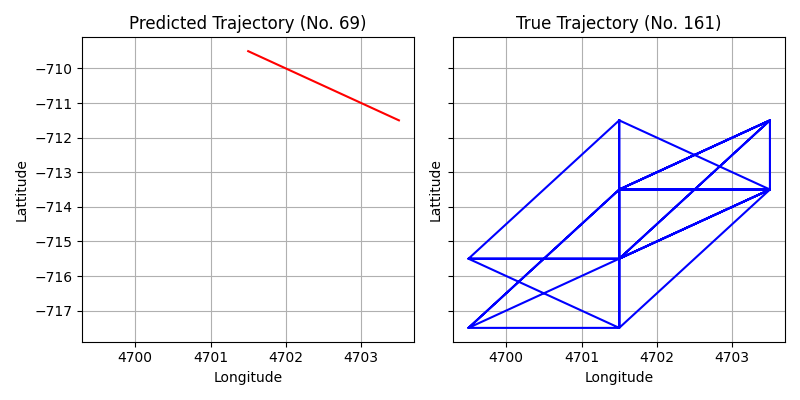 Predicted Trajectory (No. 69)
True Trajectory (No. 161)
Lattitude
−710
−711
−712
−713
−714
−715
−716
−717
4700
4701
4702
4703
Longitude
Lattitude
4700
4701
4702
4703
Longitude